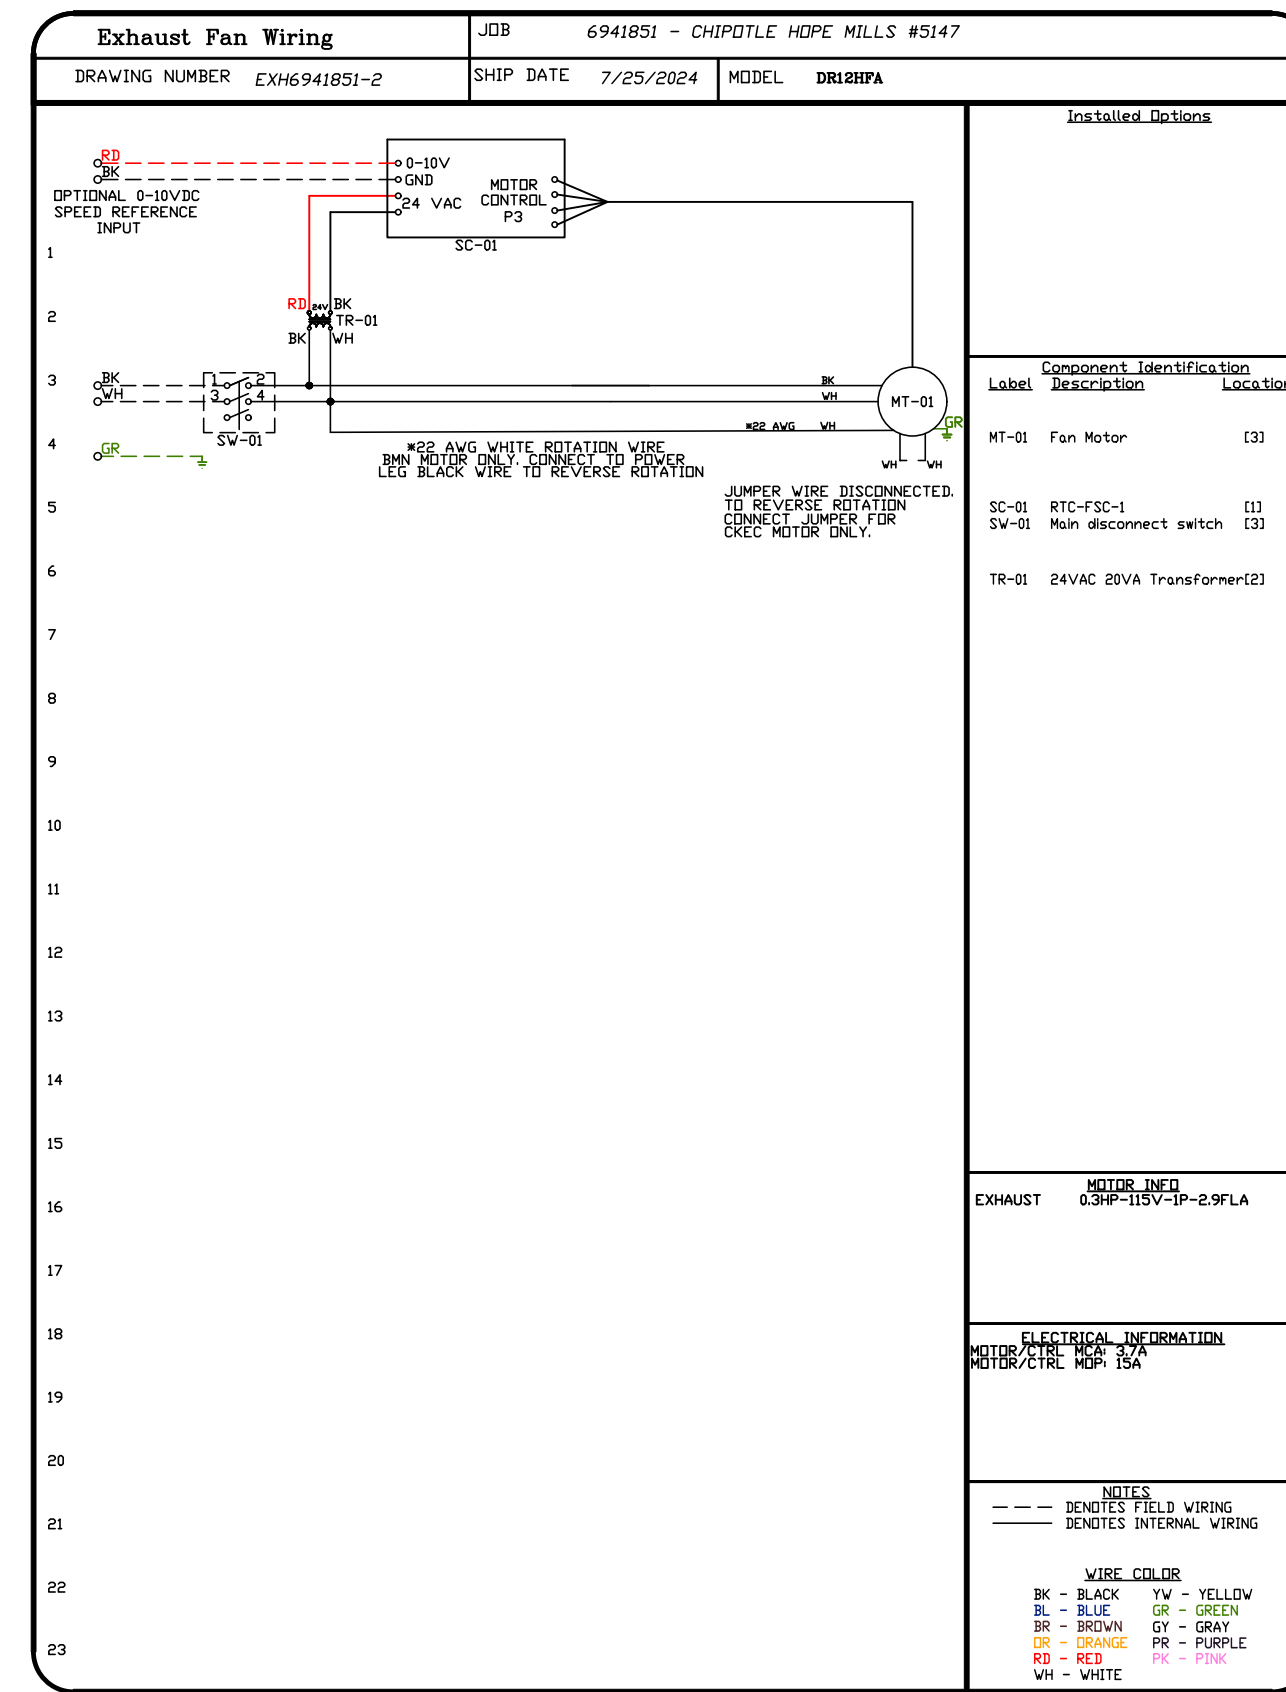 Exhaust Fan Wiring
JOB 6941851 - CHIPOTLE HOPE MILLS #5147
DRAWING NUMBER EXH6941851-2
SHIP DATE 7/25/2024
MODEL DR12HFA
RD
BK
OPTIONAL 0-10VDC
SPEED REFERENCE
INPUT
0-10V
GND
24 VAC
MOTOR
CONTROL
P3
SC-01
RD 24V BK
TR-01
BK WH
BK
WH
1 2
3 4
SW-01
GR
BK
WH
MT-01
*22 AWG WH
GR
WH WH
*22 AWG WHITE ROTATION WIRE
BMN MOTOR ONLY. CONNECT TO POWER
LEG BLACK WIRE TO REVERSE ROTATION
JUMPER WIRE DISCONNECTED.
TO REVERSE ROTATION
CONNECT JUMPER FOR
CKEC MOTOR ONLY.
1
2
3
4
5
6
7
8
9
10
11
12
13
14
15
16
17
18
19
20
21
22
23
Installed Options
Component Identification
Label Description Location
MT-01 Fan Motor [3]
SC-01 RTC-FSC-1 [1]
SW-01 Main disconnect switch [3]
TR-01 24VAC 20VA Transformer[2]
MOTOR INFO
EXHAUST 0.3HP-115V-1P-2.9FLA
ELECTRICAL INFORMATION
MOTOR/CTRL MCA: 3.7A
MOTOR/CTRL MOP: 15A
NOTES
DENOTES FIELD WIRING
DENOTES INTERNAL WIRING
WIRE COLOR
BK - BLACK YW - YELLOW
BL - BLUE GR - GREEN
BR - BROWN GY - GRAY
OR - ORANGE PR - PURPLE
RD - RED PK - PINK
WH - WHITE